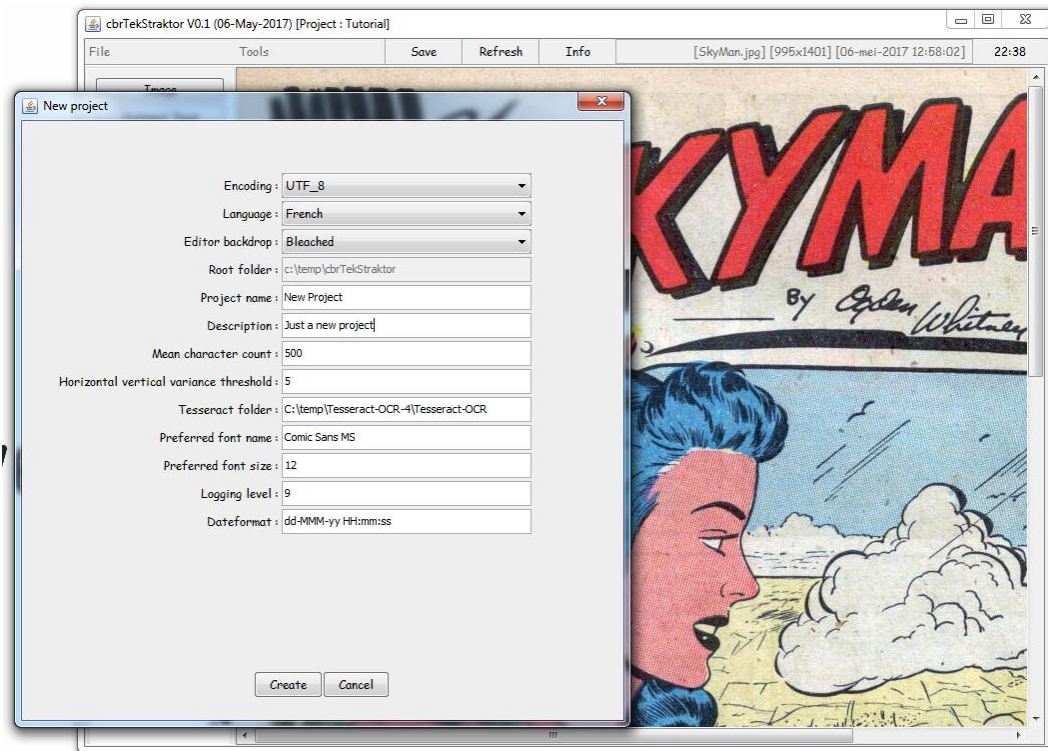 cbrTekStraktor V0.1 (06-May-2017) [Project : Tutorial]
File Tools Save Refresh Info [SkyMan.jpg] [995x1401] [06-mei-2017 12:58:02] 22:38
Image
New project
Encoding : UTF_8
Language : French
Editor backdrop : Bleached
Root folder : c:\temp\cbrTekStraktor
Project name : New Project
Description : Just a new project
Mean character count : 500
Horizontal vertical variance threshold : 5
Tesseract folder : C:\temp\Tesseract-OCR-4\Tesseract-OCR
Preferred font name : Comic Sans MS
Preferred font size : 12
Logging level : 9
Dateformat : dd-MMM-yy HH:mm:ss
Create Cancel
KYMA
By Ogden Whitney